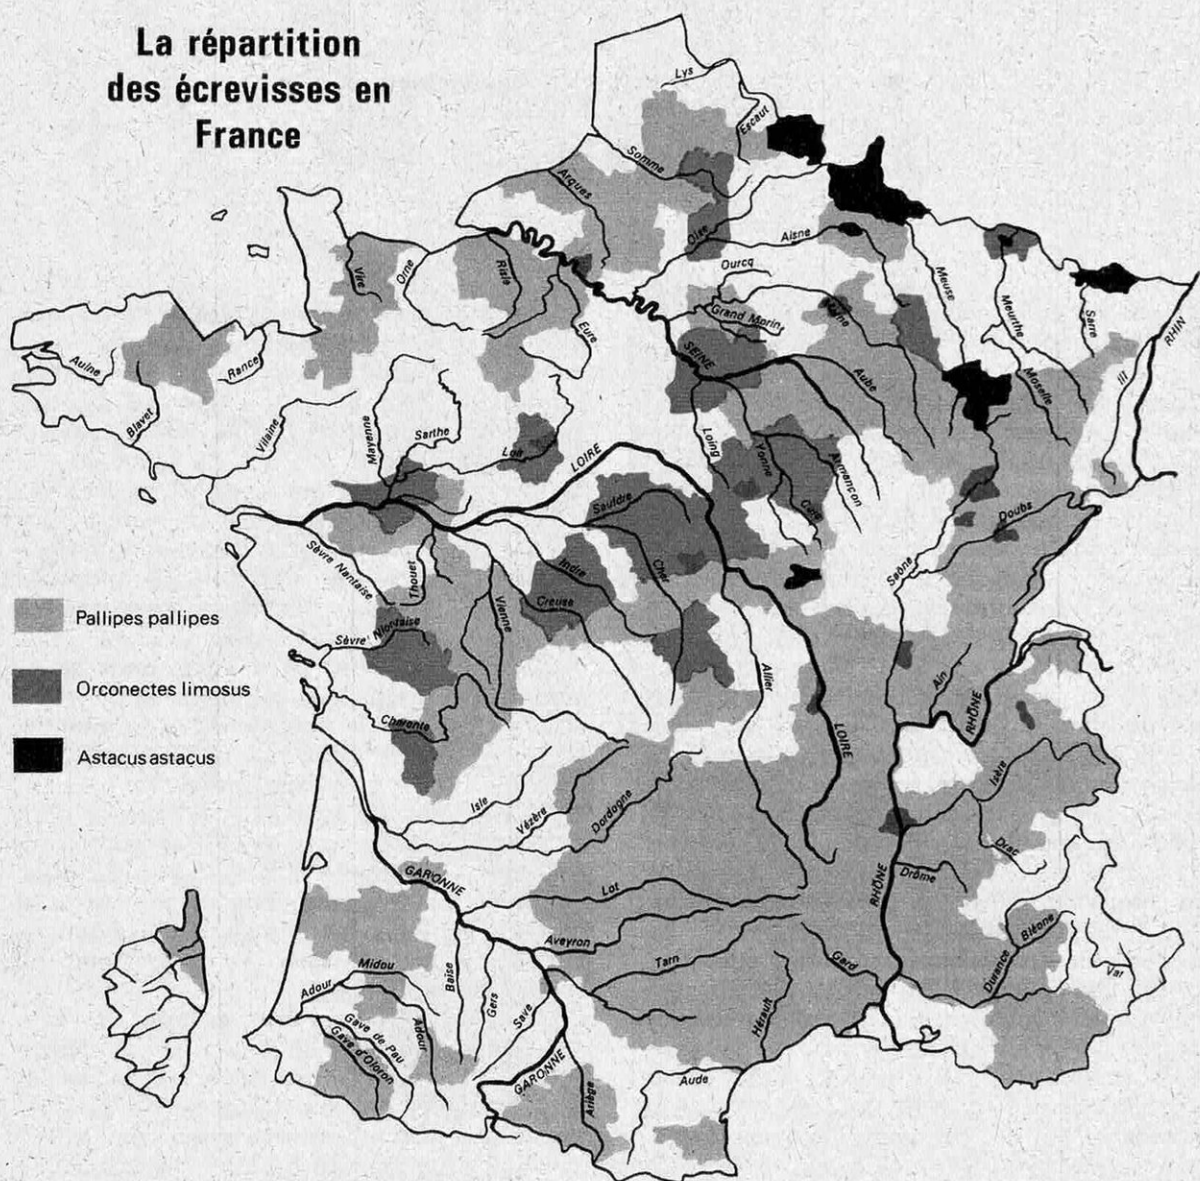 La répartition
des écrevisses en
France
Lys
Escaut
Somme
Arques
Oise
Aisne
Ourcq
Vire
Orne
Risle
Eure
Grand Morin
Marne
Meuse
Meurthe
Sarre
RHIN
SEINE
Aulne
Rance
Blavet
Vilaine
Mayenne
Sarthe
Loir
LOIRE
Loing
Yonne
Armançon
Cure
Aube
Moselle
Ill
Sauldre
Doubs
Saône
Sèvre Nantaise
Thouet
Vienne
Indre
Creuse
Cher
Pallipes pallipes
Sèvre Niortaise
Orconectes limosus
Allier
Ain
RHÔNE
Charente
Astacus astacus
LOIRE
Isère
Isle
Vézère
Dordogne
Drac
GARONNE
Lot
RHÔNE
Drôme
Aveyron
Tarn
Gard
Durance
Bléone
Var
Midou
Adour
Baise
Gers
Save
Hérault
Gave de Pau
Gave d'Oloron
Adour
GARONNE
Ariège
Aude